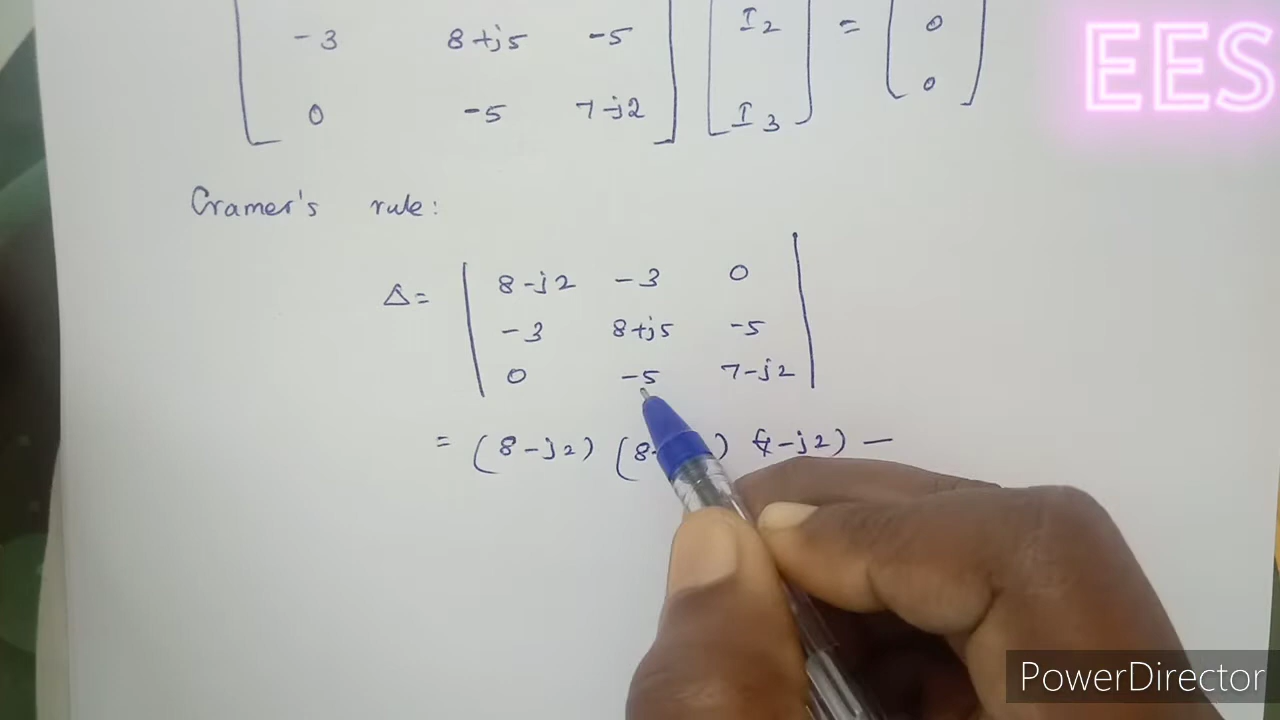 -3 8+j5 -5 I2 = 0
0 -5 7-j2 I3 0
EES
Cramer's rule:
Δ= 8-j2 -3 0
-3 8+j5 -5
0 -5 7-j2
= (8-j2) (8 ) (7-j2) —
PowerDirector